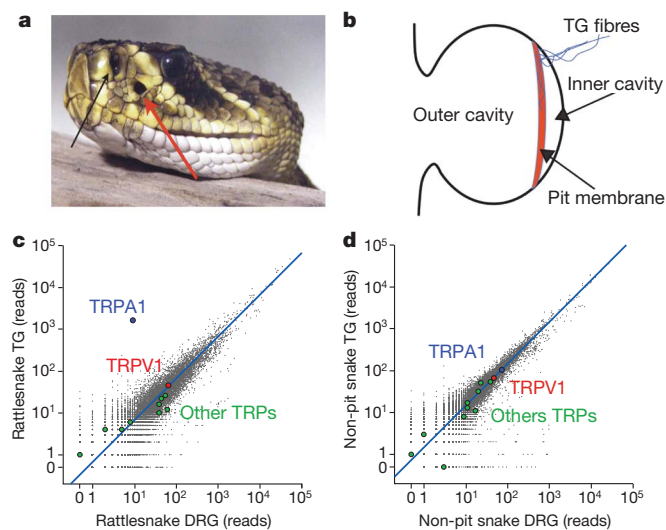 a
b
TG fibres
Inner cavity
Outer cavity
Pit membrane
c
10⁵
10⁴
10³
10²
10¹
1
0
Rattlesnake TG (reads)
TRPA1
TRPV1
Other TRPs
0 1 10¹ 10² 10³ 10⁴ 10⁵
Rattlesnake DRG (reads)
d
10⁵
10⁴
10³
10²
10¹
1
0
Non-pit snake TG (reads)
TRPA1
TRPV1
Others TRPs
0 1 10¹ 10² 10³ 10⁴ 10⁵
Non-pit snake DRG (reads)